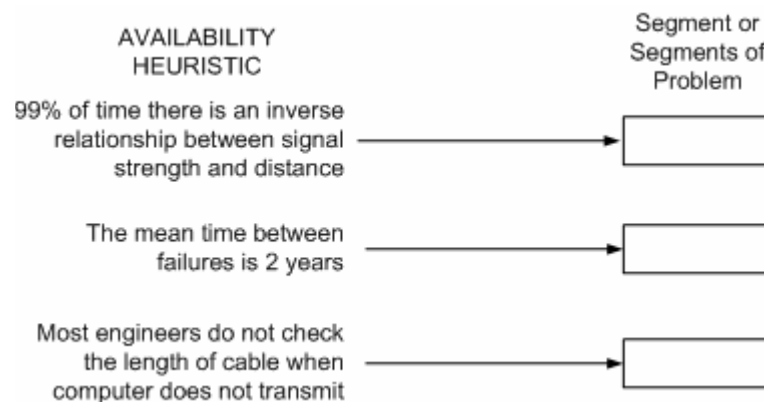 AVAILABILITY
HEURISTIC
Segment or
Segments of
Problem
99% of time there is an inverse
relationship between signal
strength and distance
The mean time between
failures is 2 years
Most engineers do not check
the length of cable when
computer does not transmit